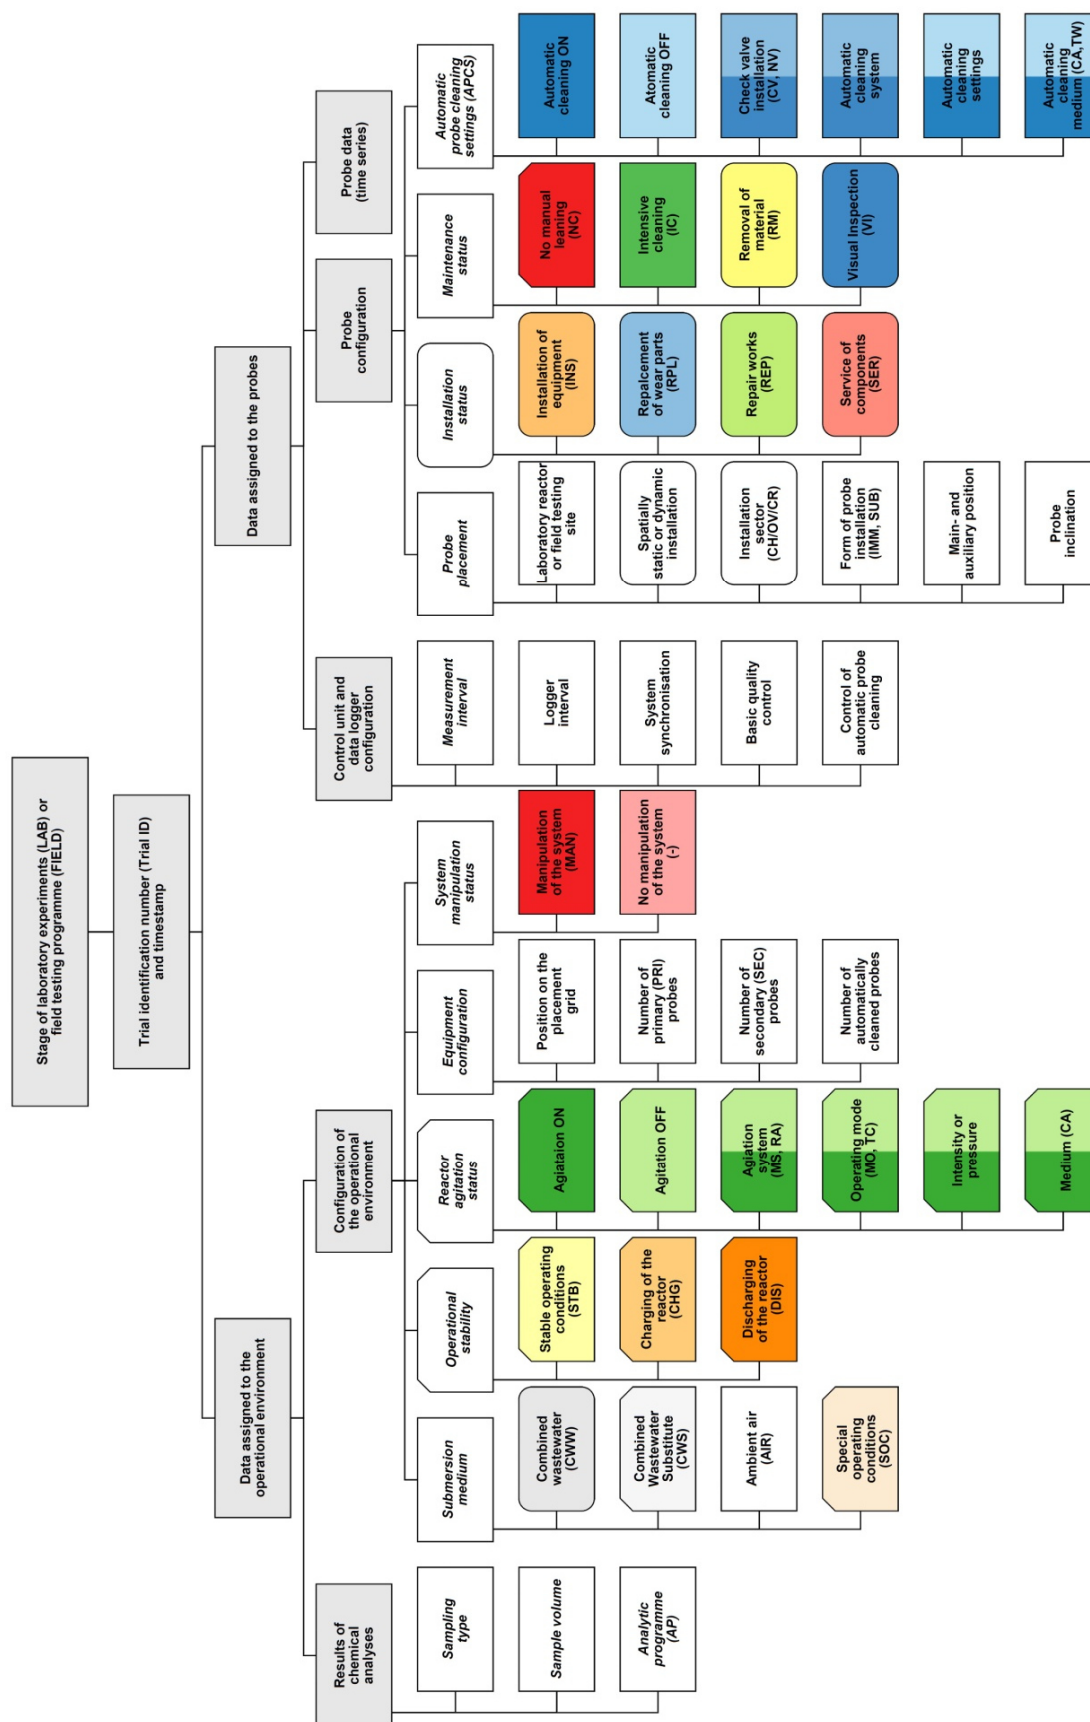 Stage of laboratory experiments (LAB) or
field testing programme (FIELD)
Trial identification number (Trial ID)
and timestamp
Data assigned to the
operational environment
Data assigned to the probes
Results of
chemical
analyses
Configuration of
the operational
environment
Control unit and
data logger
configuration
Probe
configuration
Probe data
(time series)
Sampling
type
Sample volume
Analytic
programme
(AP)
Submersion
medium
Combined
wastewater
(CWW)
Combined
Wastewater
Substitute
(CWS)
Ambient air
(AIR)
Special
operating
conditions
(SOC)
Operational
stability
Stable operating
conditions
(STB)
Charging of the
reactor
(CHG)
Discharging
of the reactor
(DIS)
Reactor
agitation
status
Agiataion ON
Agitation OFF
Agiation
system
(MS, RA)
Operating mode
(MO, TC)
Intensity or
pressure
Medium (CA)
Equipment
configuration
Position on the
placement
grid
Number of
primary (PRI)
probes
Number of
secondary (SEC)
probes
Number of
automatically
cleaned probes
System
manipulation
status
Manipulation
of the system
(MAN)
No manipulation
of the system
(-)
Measurement
interval
Logger
interval
System
synchronisation
Basic quality
control
Control of
automatic probe
cleaning
Probe
placement
Laboratory reactor
or field testing
site
Spatially
static or dynamic
installation
Installation
sector
(CH/OV/CR)
Form of probe
installation
(IMM, SUB)
Main- and
auxiliary position
Probe
inclination
Installation
status
Installation of
equipment
(INS)
Repalcement
of wear parts
(RPL)
Repair works
(REP)
Service of
components
(SER)
Maintenance
status
No manual
leaning
(NC)
Intensive
cleaning
(IC)
Removal of
material
(RM)
Visual Inspection
(VI)
Automatic
probe cleaning
settings (APCS)
Automatic
cleaning ON
Atomatic
cleaning OFF
Check valve
installation
(CV, NV)
Automatic
cleaning
system
Automatic
cleaning
settings
Automatic
cleaning
medium (CA,TW)